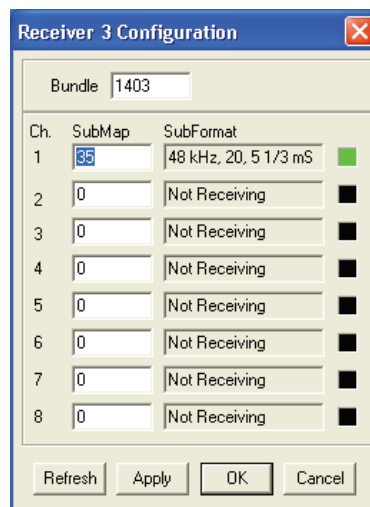 Receiver 3 Configuration
Bundle 1403
Ch. SubMap SubFormat
1 35 48 kHz, 20, 5 1/3 mS
2 0 Not Receiving
3 0 Not Receiving
4 0 Not Receiving
5 0 Not Receiving
6 0 Not Receiving
7 0 Not Receiving
8 0 Not Receiving
Refresh Apply OK Cancel